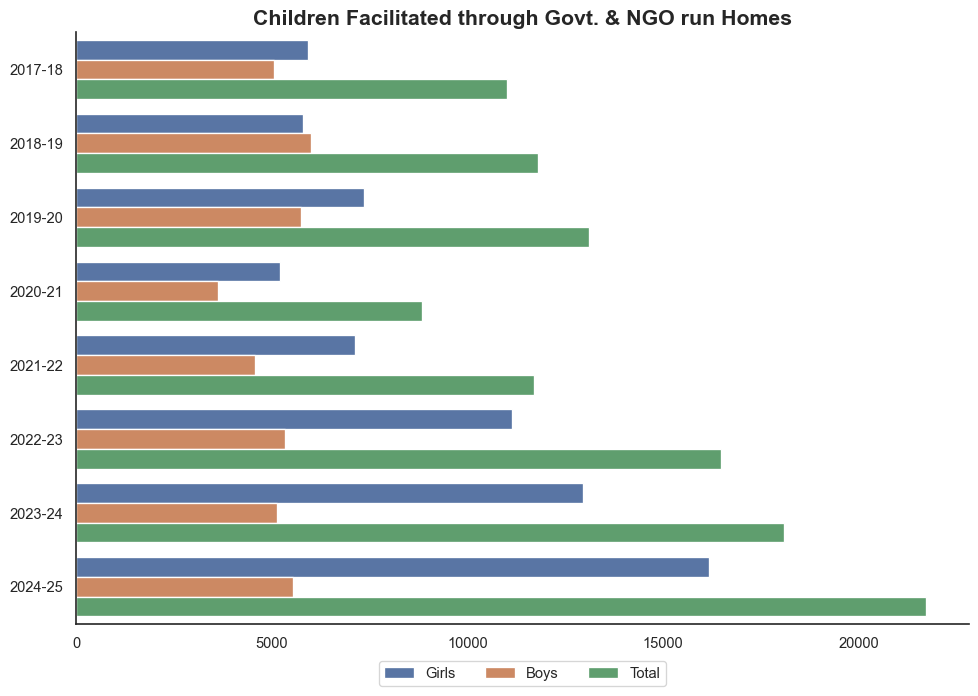 Children Facilitated through Govt. & NGO run Homes
2017-18
2018-19
2019-20
2020-21
2021-22
2022-23
2023-24
2024-25
0 5000 10000 15000 20000
Girls Boys Total